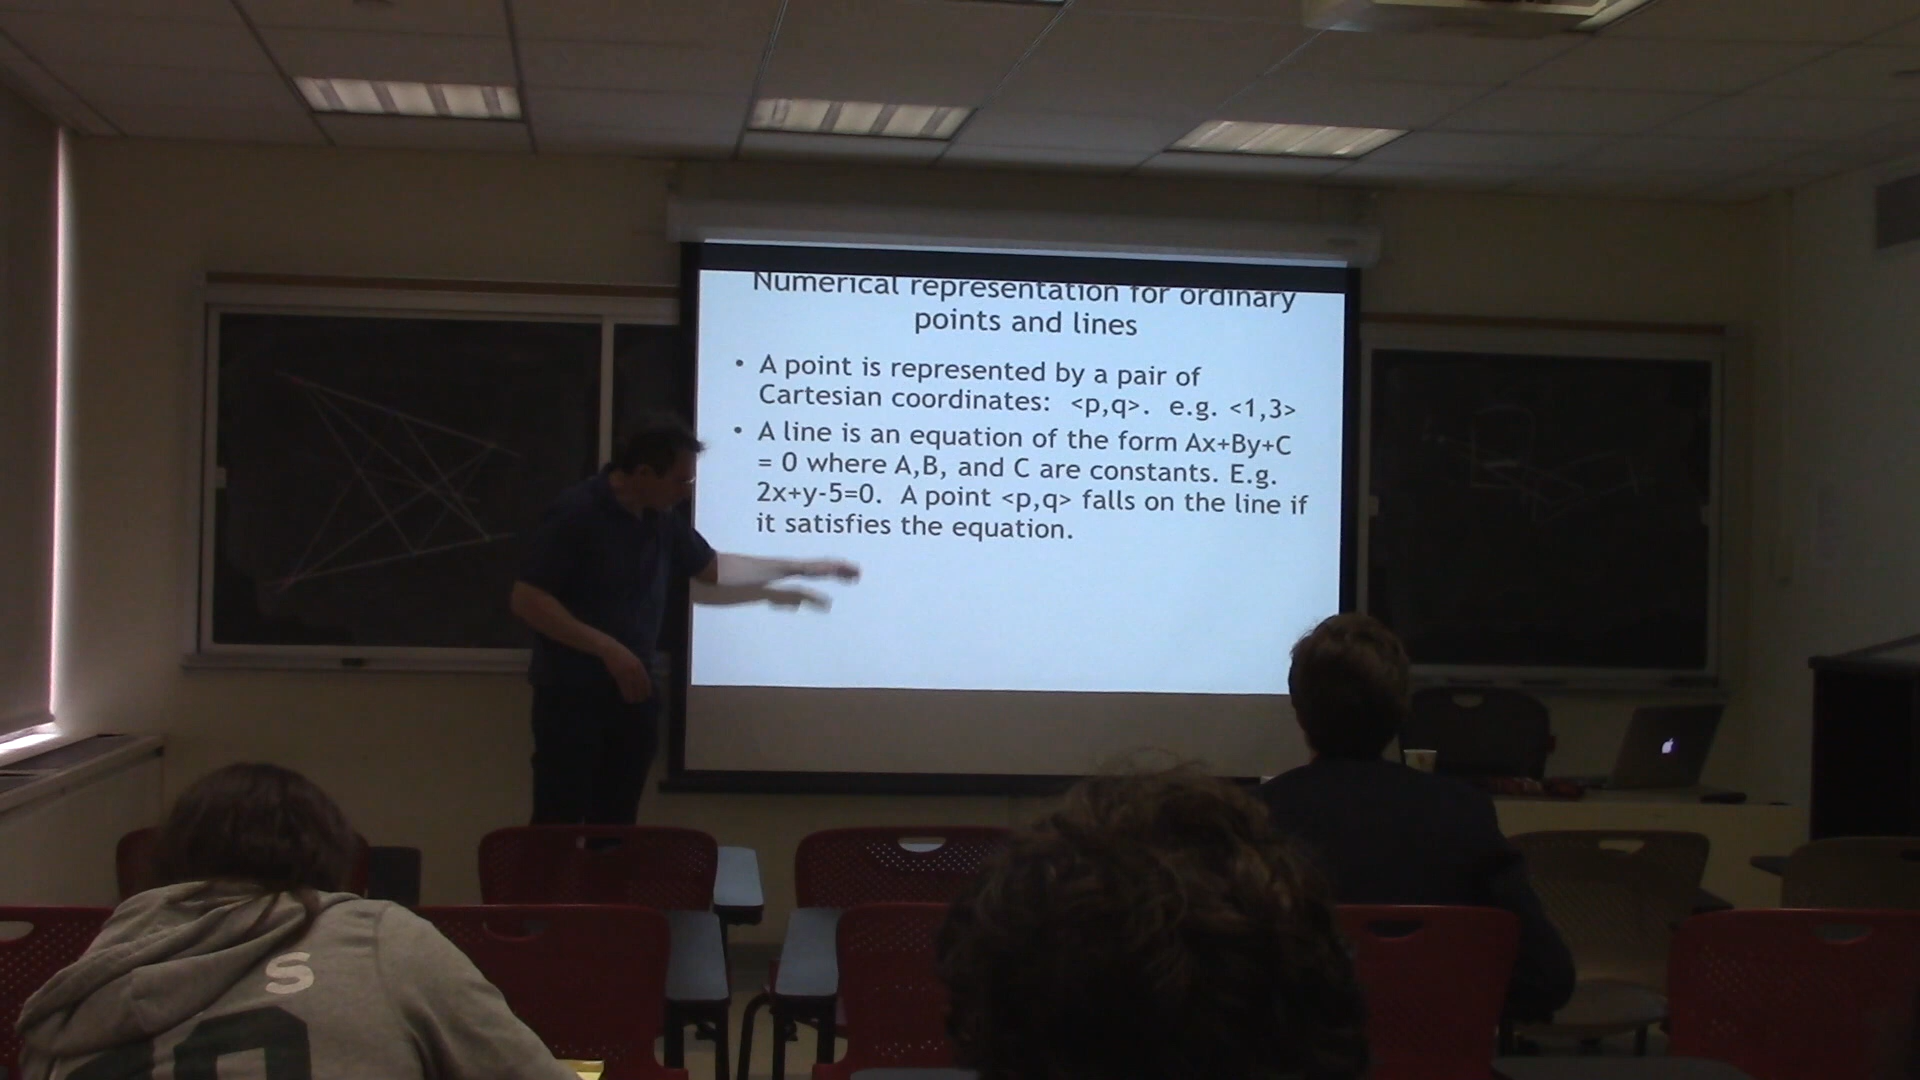 Numerical representation for ordinary
points and lines
• A point is represented by a pair of
Cartesian coordinates: <p,q>. e.g. <1,3>
• A line is an equation of the form Ax+By+C
= 0 where A,B, and C are constants. E.g.
2x+y-5=0. A point <p,q> falls on the line if
it satisfies the equation.
S